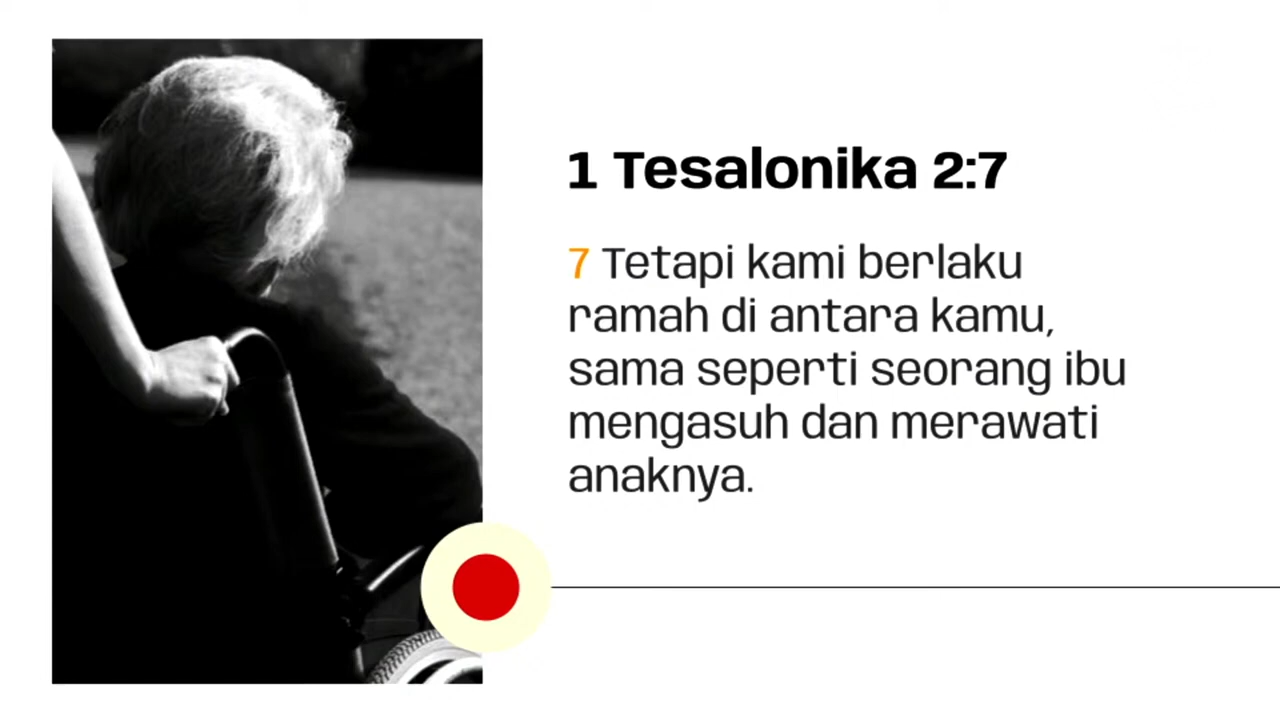 1 Tesalonika 2:7
7 Tetapi kami berlaku
ramah di antara kamu,
sama seperti seorang ibu
mengasuh dan merawati
anaknya.